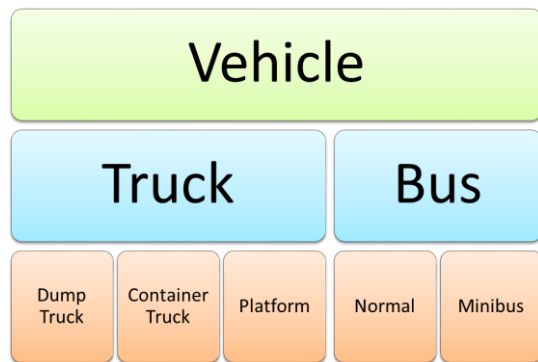 Vehicle
Truck
Bus
Dump
Truck
Container
Truck
Platform
Normal
Minibus